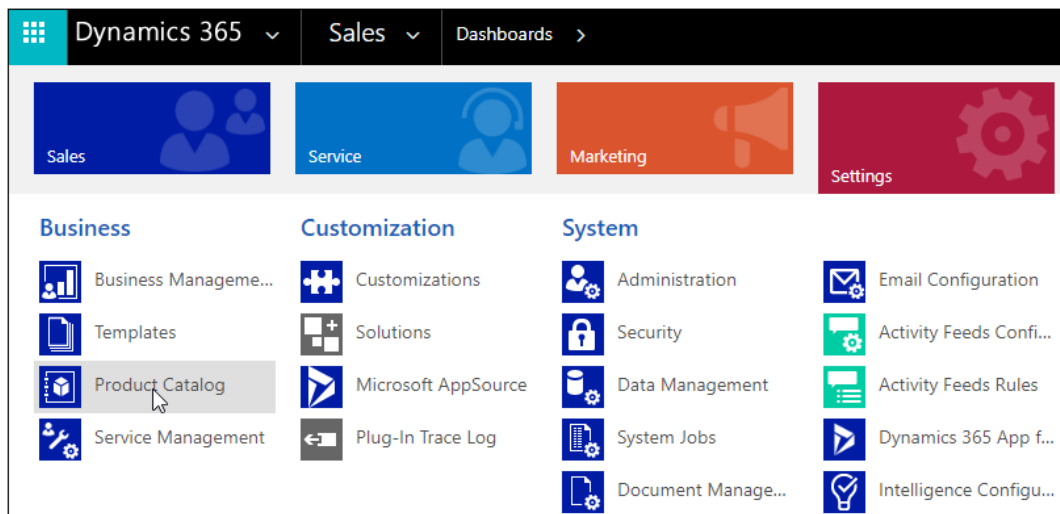 Dynamics 365 Sales Dashboards
Sales Service Marketing Settings
Business Customization System
Business Manageme... Customizations Administration Email Configuration
Templates Solutions Security Activity Feeds Confi...
Product Catalog Microsoft AppSource Data Management Activity Feeds Rules
Service Management Plug-In Trace Log System Jobs Dynamics 365 App f...
Document Manage... Intelligence Configu...